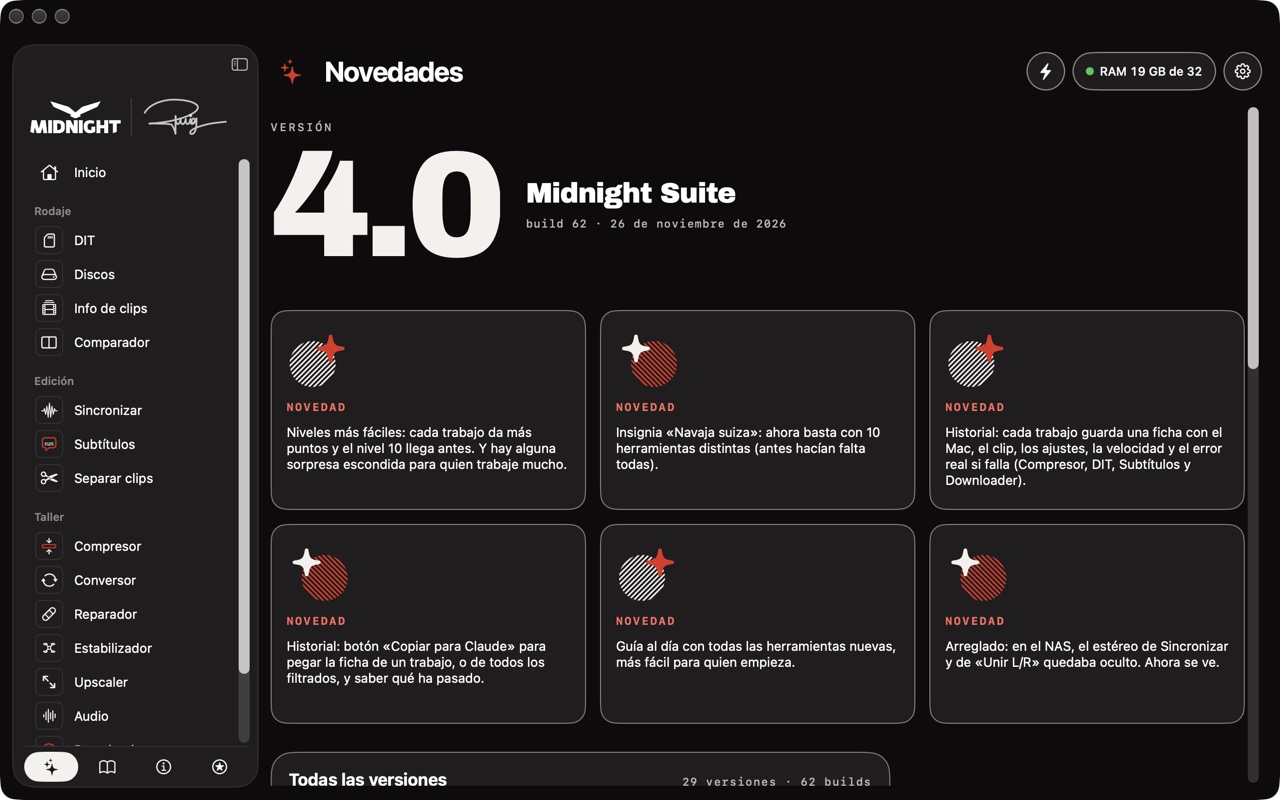 Novedades
RAM 19 GB de 32
MIDNIGHT
Puig
Inicio
Rodaje
DIT
Discos
Info de clips
Comparador
Edición
Sincronizar
Subtítulos
Separar clips
Taller
Compresor
Conversor
Reparador
Estabilizador
Upscaler
Audio
VERSIÓN
4.0
Midnight Suite
build 62 · 26 de noviembre de 2026
NOVEDAD
Niveles más fáciles: cada trabajo da más
puntos y el nivel 10 llega antes. Y hay alguna
sorpresa escondida para quien trabaje mucho.
NOVEDAD
Insignia «Navaja suiza»: ahora basta con 10
herramientas distintas (antes hacían falta
todas).
NOVEDAD
Historial: cada trabajo guarda una ficha con el
Mac, el clip, los ajustes, la velocidad y el error
real si falla (Compresor, DIT, Subtítulos y
Downloader).
NOVEDAD
Historial: botón «Copiar para Claude» para
pegar la ficha de un trabajo, o de todos los
filtrados, y saber qué ha pasado.
NOVEDAD
Guía al día con todas las herramientas nuevas,
más fácil para quien empieza.
NOVEDAD
Arreglado: en el NAS, el estéreo de Sincronizar
y de «Unir L/R» quedaba oculto. Ahora se ve.
Todas las versiones
29 versiones · 62 builds